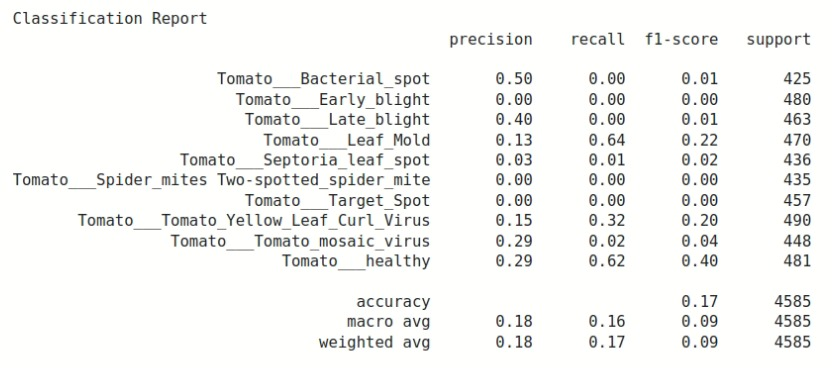 Classification Report
precision recall f1-score support
Tomato___Bacterial_spot 0.50 0.00 0.01 425
Tomato___Early_blight 0.00 0.00 0.00 480
Tomato___Late_blight 0.40 0.00 0.01 463
Tomato___Leaf_Mold 0.13 0.64 0.22 470
Tomato___Septoria_leaf_spot 0.03 0.01 0.02 436
Tomato___Spider_mites Two-spotted_spider_mite 0.00 0.00 0.00 435
Tomato___Target_Spot 0.00 0.00 0.00 457
Tomato___Tomato_Yellow_Leaf_Curl_Virus 0.15 0.32 0.20 490
Tomato___Tomato_mosaic_virus 0.29 0.02 0.04 448
Tomato___healthy 0.29 0.62 0.40 481
accuracy 0.17 4585
macro avg 0.18 0.16 0.09 4585
weighted avg 0.18 0.17 0.09 4585